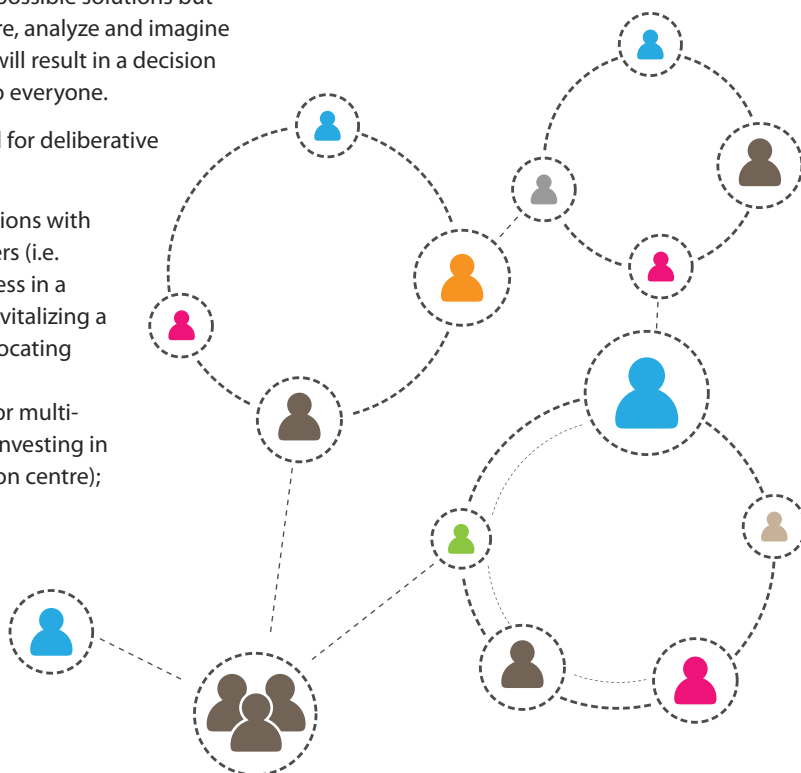 possible solutions but
re, analyze and imagine
will result in a decision
o everyone.
for deliberative
ions with
rs (i.e.
ess in a
vitalizing a
ocating
or multi-
nvesting in
on centre);